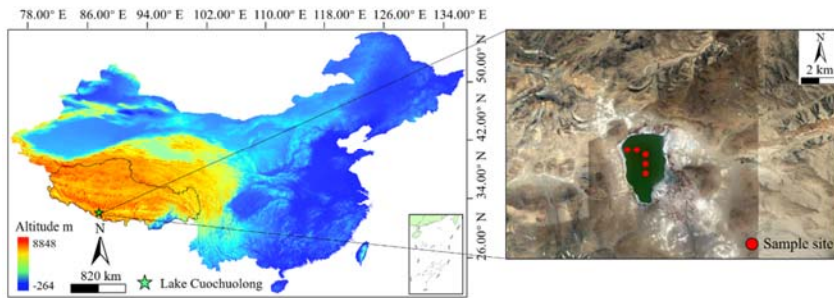 78.00° E 86.00° E 94.00° E 102.00° E 110.00° E 118.00° E 126.00° E 134.00° E
50.00° N
42.00° N
34.00° N
26.00° N
Altitude m
8848
-264
N
820 km
Lake Cuochuolong
N
2 km
Sample site